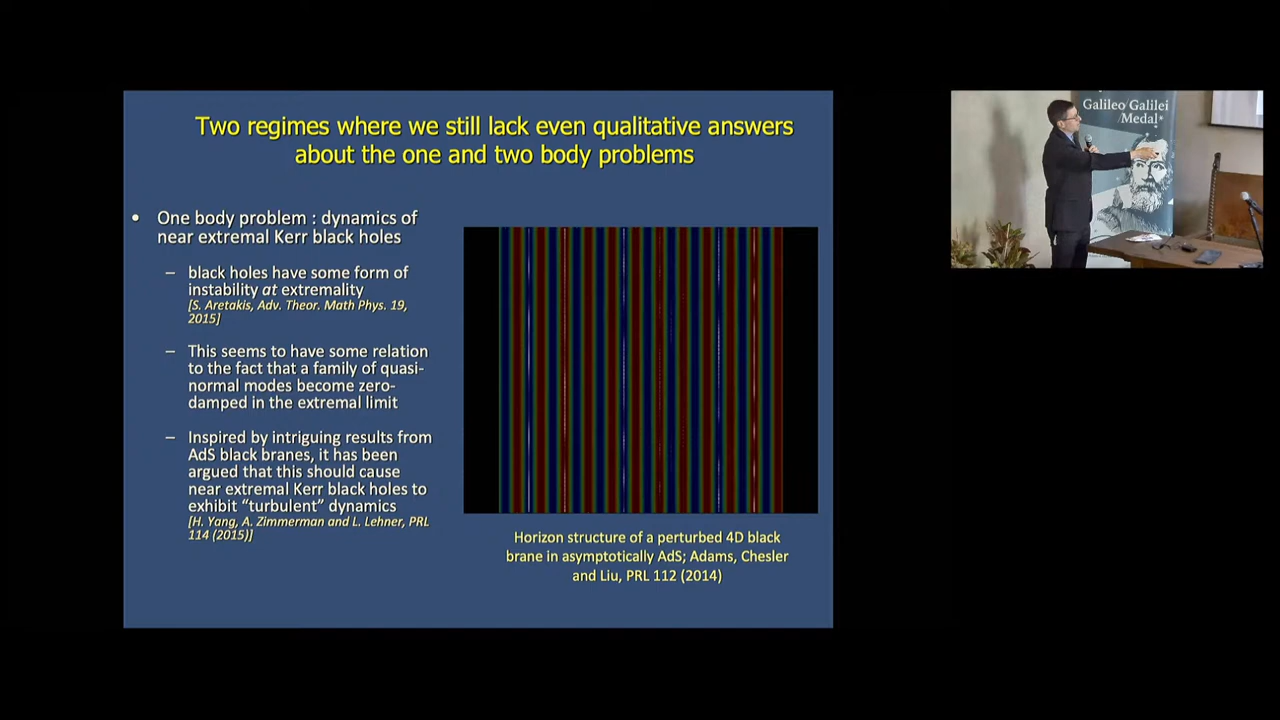 Two regimes where we still lack even qualitative answers
about the one and two body problems
• One body problem : dynamics of
near extremal Kerr black holes
– black holes have some form of
instability at extremality
[S. Aretakis, Adv. Theor. Math Phys. 19,
2015]
– This seems to have some relation
to the fact that a family of quasi-
normal modes become zero-
damped in the extremal limit
– Inspired by intriguing results from
AdS black branes, it has been
argued that this should cause
near extremal Kerr black holes to
exhibit “turbulent” dynamics
[H. Yang, A. Zimmerman and L. Lehner, PRL
114 (2015)]
Horizon structure of a perturbed 4D black
brane in asymptotically AdS; Adams, Chesler
and Liu, PRL 112 (2014)
Galileo Galilei
Medal*